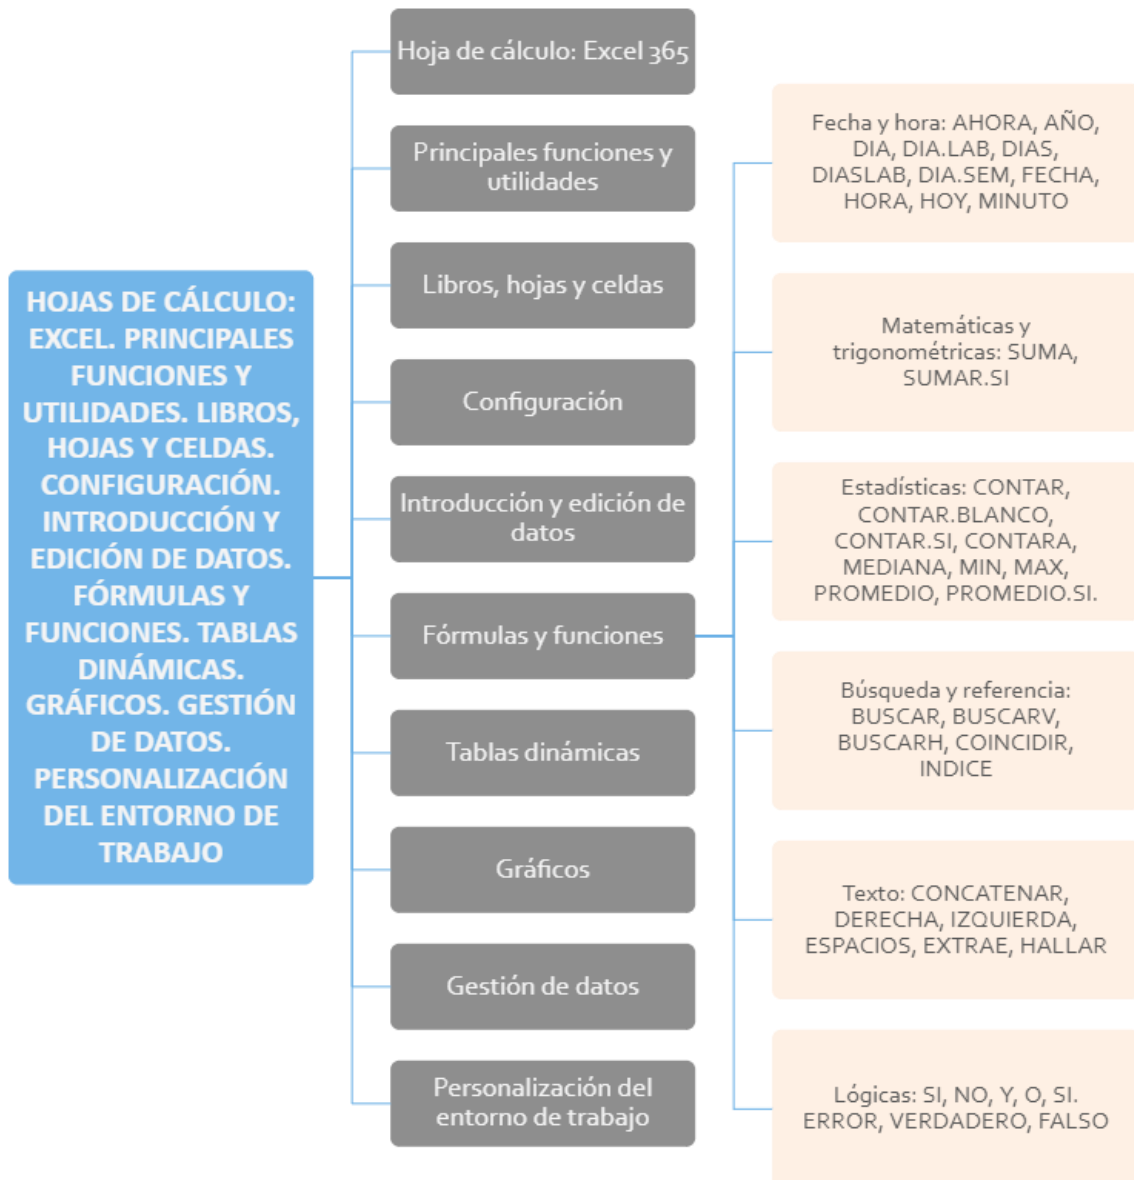 HOJAS DE CÁLCULO:
EXCEL. PRINCIPALES
FUNCIONES Y
UTILIDADES. LIBROS,
HOJAS Y CELDAS.
CONFIGURACIÓN.
INTRODUCCIÓN Y
EDICIÓN DE DATOS.
FÓRMULAS Y
FUNCIONES. TABLAS
DINÁMICAS.
GRÁFICOS. GESTIÓN
DE DATOS.
PERSONALIZACIÓN
DEL ENTORNO DE
TRABAJO
Hoja de cálculo: Excel 365
Principales funciones y
utilidades
Libros, hojas y celdas
Configuración
Introducción y edición de
datos
Fórmulas y funciones
Tablas dinámicas
Gráficos
Gestión de datos
Personalización del
entorno de trabajo
Fecha y hora: AHORA, AÑO,
DIA, DIA.LAB, DIAS,
DIASLAB, DIA.SEM, FECHA,
HORA, HOY, MINUTO
Matemáticas y
trigonométricas: SUMA,
SUMAR.SI
Estadísticas: CONTAR,
CONTAR.BLANCO,
CONTAR.SI, CONTARA,
MEDIANA, MIN, MAX,
PROMEDIO, PROMEDIO.SI.
Búsqueda y referencia:
BUSCAR, BUSCARV,
BUSCARH, COINCIDIR,
INDICE
Texto: CONCATENAR,
DERECHA, IZQUIERDA,
ESPACIOS, EXTRAE, HALLAR
Lógicas: SI, NO, Y, O, SI.
ERROR, VERDADERO, FALSO